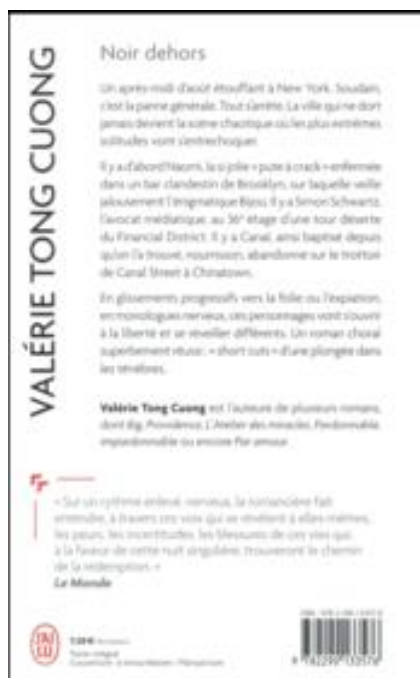 VALÉRIE TONG CUONG
Noir dehors
Un après-midi d'août étouffant à New York. Soudain,
c'est la panne générale. Tout s'arrête. La ville qui ne dort
jamais devient la scène chaotique où les plus extrêmes
solitudes vont s'entrechoquer.
Il y a d'abord Naomi, la si jolie « pute à crack » enfermée
dans un bar clandestin de Brooklyn, sur laquelle veille
jalousement l'énigmatique Bijou. Il y a Simon Schwartz,
l'avocat médiatique, au 36e étage d'une tour déserte
du Financial District. Il y a Canal, ainsi baptisé depuis
qu'on l'a trouvé, nourrisson, abandonné sur le trottoir
de Canal Street à Chinatown.
En glissements progressifs vers la folie ou l'expiation,
en monologues nerveux, ces personnages vont s'ouvrir
à la liberté et se réveiller différents. Un roman choral
superbement réussi : « short cuts » d'une plongée dans
les ténèbres.
Valérie Tong Cuong est l'auteure de plusieurs romans,
dont Big, Providence, L'Atelier des miracles, Pardonnable,
impardonnable ou encore Par amour.
« Sur un rythme enlevé, nerveux, la romancière fait
entendre, à travers ces voix qui se révèlent à elles-mêmes,
les peurs, les incertitudes, les blessures de ces vies qui,
à la faveur de cette nuit singulière, trouveront le chemin
de la rédemption. »
Le Monde
J'AI
LU
Texte intégral